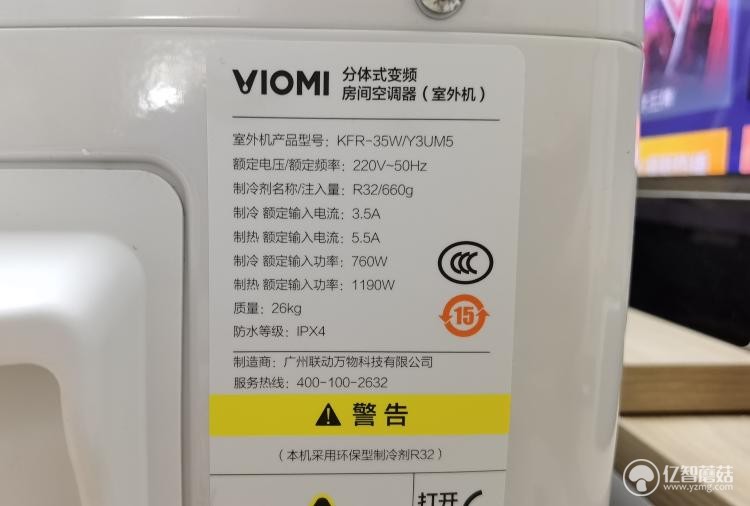 VIOMI 分体式变频
房间空调器（室外机）
室外机产品型号：KFR-35W/Y3UM5
额定电压/额定频率：220V~50Hz
制冷剂名称/注入量：R32/660g
制冷 额定输入电流：3.5A
制热 额定输入电流：5.5A
制冷 额定输入功率：760W
制热 额定输入功率：1190W
质量：26kg
防水等级：IPX4
CCC
15
制造商：广州联动万物科技有限公司
服务热线：400-100-2632
警告
（本机采用环保型制冷剂R32）
打开
亿智蘑菇
www.yzmg.com